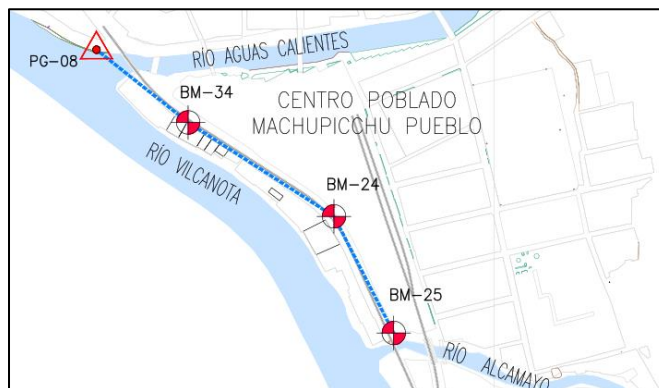 RÍO AGUAS CALIENTES
PG-08
BM-34
CENTRO POBLADO
MACHUPICCHU PUEBLO
RÍO VILCANOTA
BM-24
BM-25
RÍO ALCAMAYO